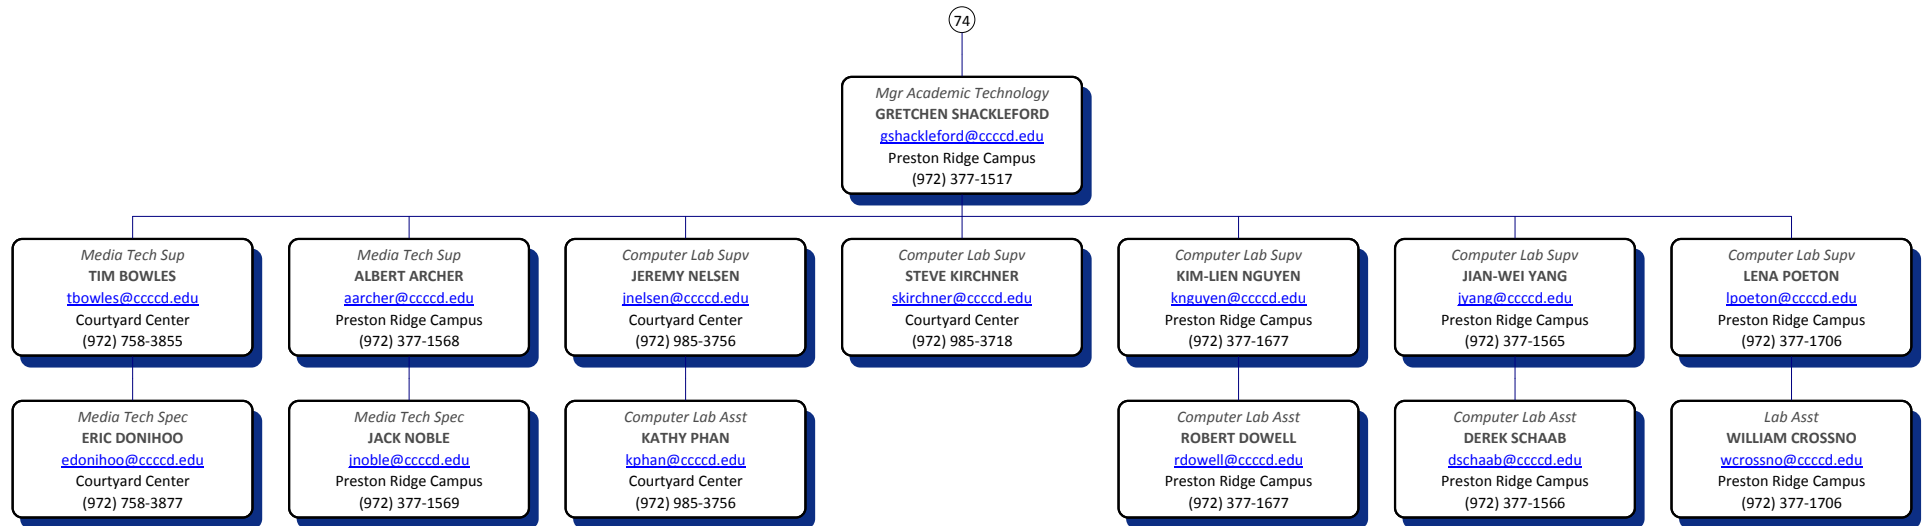 74
Mgr Academic Technology
GRETCHEN SHACKLEFORD
gshackleford@ccccd.edu
Preston Ridge Campus
(972) 377-1517
Media Tech Sup
TIM BOWLES
tbowles@ccccd.edu
Courtyard Center
(972) 758-3855
Media Tech Sup
ALBERT ARCHER
aarcher@ccccd.edu
Preston Ridge Campus
(972) 377-1568
Computer Lab Supv
JEREMY NELSEN
jnelsen@ccccd.edu
Courtyard Center
(972) 985-3756
Computer Lab Supv
STEVE KIRCHNER
skirchner@ccccd.edu
Courtyard Center
(972) 985-3718
Computer Lab Supv
KIM-LIEN NGUYEN
knguyen@ccccd.edu
Preston Ridge Campus
(972) 377-1677
Computer Lab Supv
JIAN-WEI YANG
jyang@ccccd.edu
Preston Ridge Campus
(972) 377-1565
Computer Lab Supv
LENA POETON
lpoeton@ccccd.edu
Preston Ridge Campus
(972) 377-1706
Media Tech Spec
ERIC DONIHOO
edonihoo@ccccd.edu
Courtyard Center
(972) 758-3877
Media Tech Spec
JACK NOBLE
jnoble@ccccd.edu
Preston Ridge Campus
(972) 377-1569
Computer Lab Asst
KATHY PHAN
kphan@ccccd.edu
Courtyard Center
(972) 985-3756
Computer Lab Asst
ROBERT DOWELL
rdowell@ccccd.edu
Preston Ridge Campus
(972) 377-1677
Computer Lab Asst
DEREK SCHAAB
dschaab@ccccd.edu
Preston Ridge Campus
(972) 377-1566
Lab Asst
WILLIAM CROSSNO
wcrossno@ccccd.edu
Preston Ridge Campus
(972) 377-1706